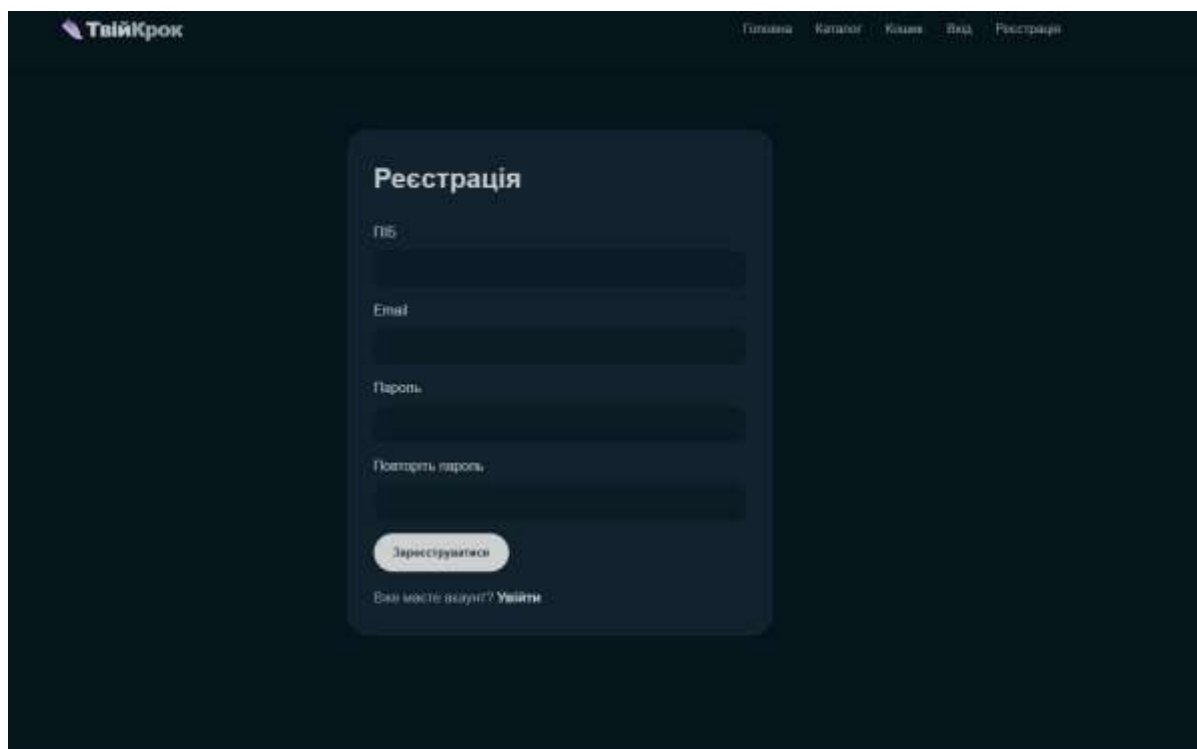 ТвійКрок
Головна Каталог Кошик Вхід Реєстрація
Реєстрація
ПІБ
Email
Пароль
Повторіть пароль
Зареєструватися
Вже маєте акаунт? Увійти